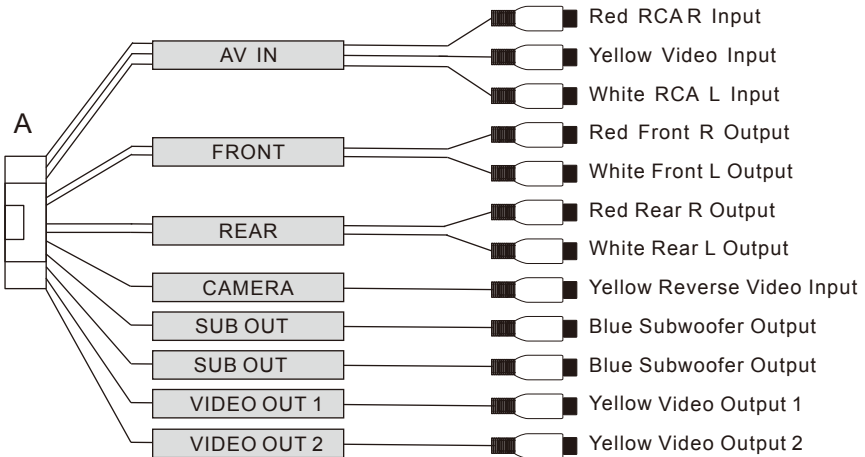 Red RCA R Input
AV IN
Yellow Video Input
White RCA L Input
A
Red Front R Output
FRONT
White Front L Output
Red Rear R Output
REAR
White Rear L Output
CAMERA
Yellow Reverse Video Input
SUB OUT
Blue Subwoofer Output
SUB OUT
Blue Subwoofer Output
VIDEO OUT 1
Yellow Video Output 1
VIDEO OUT 2
Yellow Video Output 2